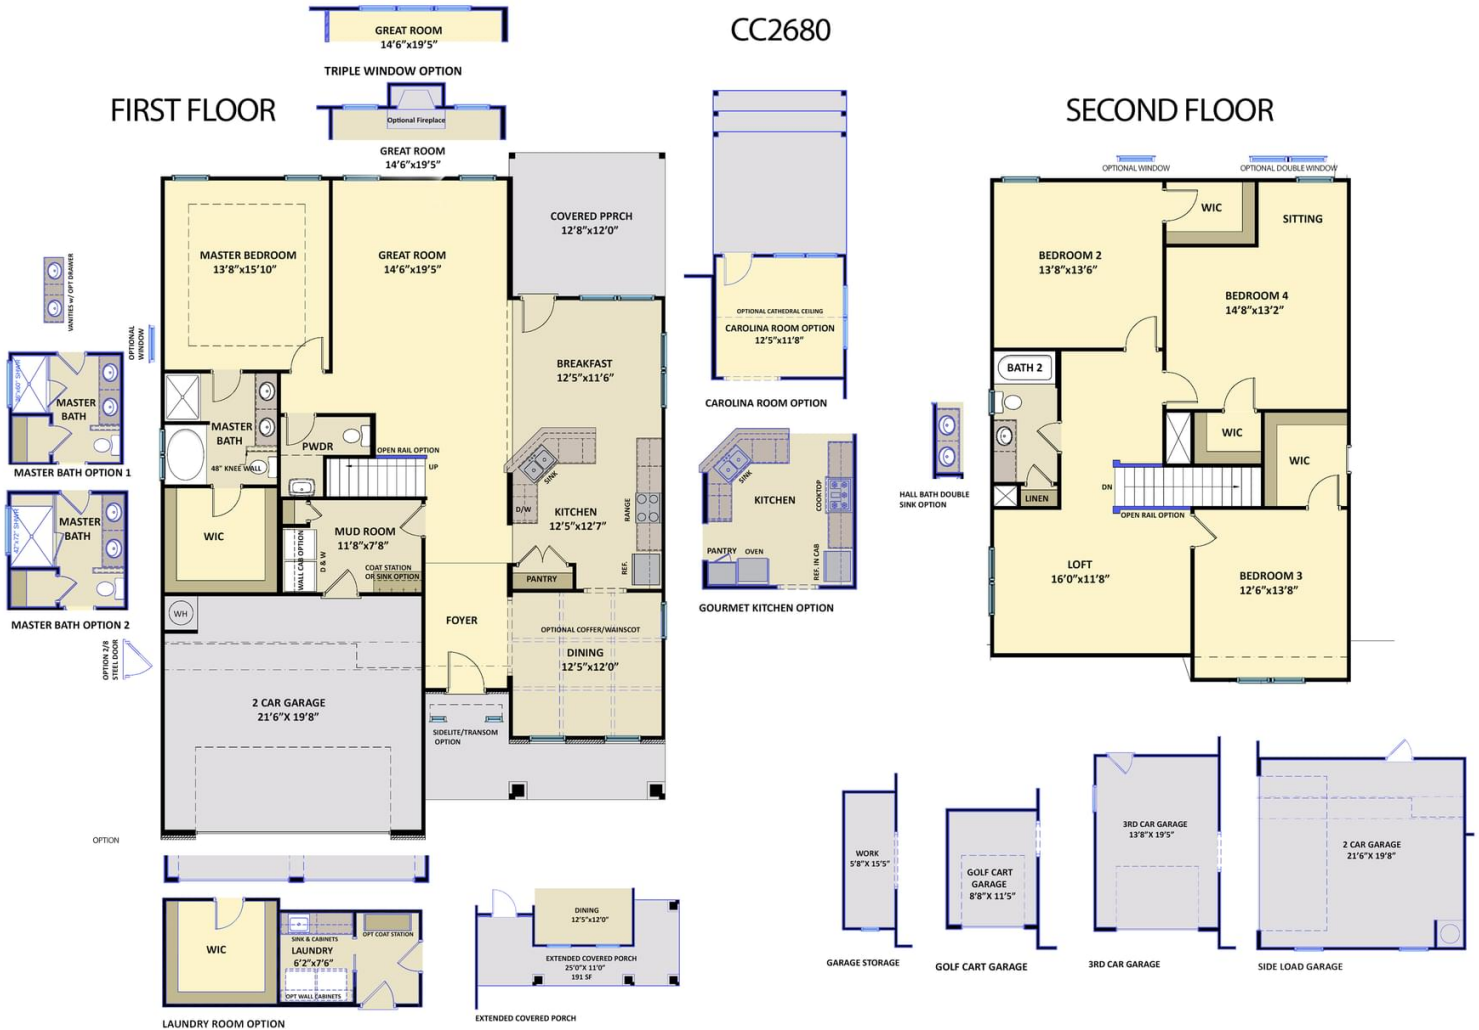 CC2680
GREAT ROOM
14'6"x19'5"
TRIPLE WINDOW OPTION
FIRST FLOOR
Optional Fireplace
GREAT ROOM
14'6"x19'5"
SECOND FLOOR
MASTER BEDROOM
13'8"x15'10"
GREAT ROOM
14'6"x19'5"
COVERED PPRCH
12'8"x12'0"
VANITIES w/ OPT DRAWER
OPTIONAL
WINDOW
BREAKFAST
12'5"x11'6"
MASTER
BATH
MASTER BATH OPTION 1
42"x72" SHWR
MASTER
BATH
MASTER BATH OPTION 2
MASTER
BATH
48" KNEE WALL
PWDR
OPEN RAIL OPTION
UP
SINK
D/W
KITCHEN
12'5"x12'7"
RANGE
REF.
PANTRY
WIC
MUD ROOM
11'8"x7'8"
WALL CAB OPTION
D & W
COAT STATION
OR SINK OPTION
WH
FOYER
OPTIONAL COFFER/WAINSCOT
DINING
12'5"x12'0"
OPTION 2/8
STEEL DOOR
2 CAR GARAGE
21'6"X 19'8"
SIDELITE/TRANSOM
OPTION
OPTION
WIC
SINK & CABINETS
LAUNDRY
6'2"x7'6"
OPT WALL CABINETS
OPT COAT STATION
LAUNDRY ROOM OPTION
DINING
12'5"x12'0"
EXTENDED COVERED PORCH
25'0"X 11'0"
191 SF
EXTENDED COVERED PORCH
OPTIONAL CATHEDRAL CEILING
CAROLINA ROOM OPTION
12'5"x11'8"
CAROLINA ROOM OPTION
SINK
KITCHEN
COOKTOP
PANTRY
OVEN
REF. IN CAB
GOURMET KITCHEN OPTION
OPTIONAL WINDOW
OPTIONAL DOUBLE WINDOW
WIC
SITTING
BEDROOM 2
13'8"x13'6"
BEDROOM 4
14'8"x13'2"
BATH 2
WIC
WIC
HALL BATH DOUBLE
SINK OPTION
LINEN
DN
OPEN RAIL OPTION
LOFT
16'0"x11'8"
BEDROOM 3
12'6"x13'8"
WORK
5'8"X 15'5"
GARAGE STORAGE
GOLF CART
GARAGE
8'8"X 11'5"
GOLF CART GARAGE
3RD CAR GARAGE
13'8"X 19'5"
3RD CAR GARAGE
2 CAR GARAGE
21'6"X 19'8"
SIDE LOAD GARAGE